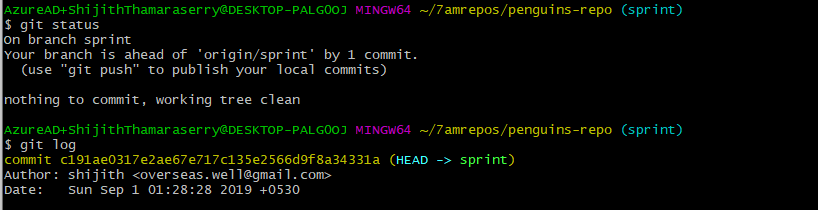 AzureAD+ShijithThamaraserry@DESKTOP-PALG0OJ MINGW64 ~/7amrepos/penguins-repo (sprint)
$ git status
On branch sprint
Your branch is ahead of 'origin/sprint' by 1 commit.
  (use "git push" to publish your local commits)

nothing to commit, working tree clean

AzureAD+ShijithThamaraserry@DESKTOP-PALG0OJ MINGW64 ~/7amrepos/penguins-repo (sprint)
$ git log
commit c191ae0317e2ae67e717c135e2566d9f8a34331a (HEAD -> sprint)
Author: shijith <overseas.well@gmail.com>
Date:   Sun Sep 1 01:28:28 2019 +0530